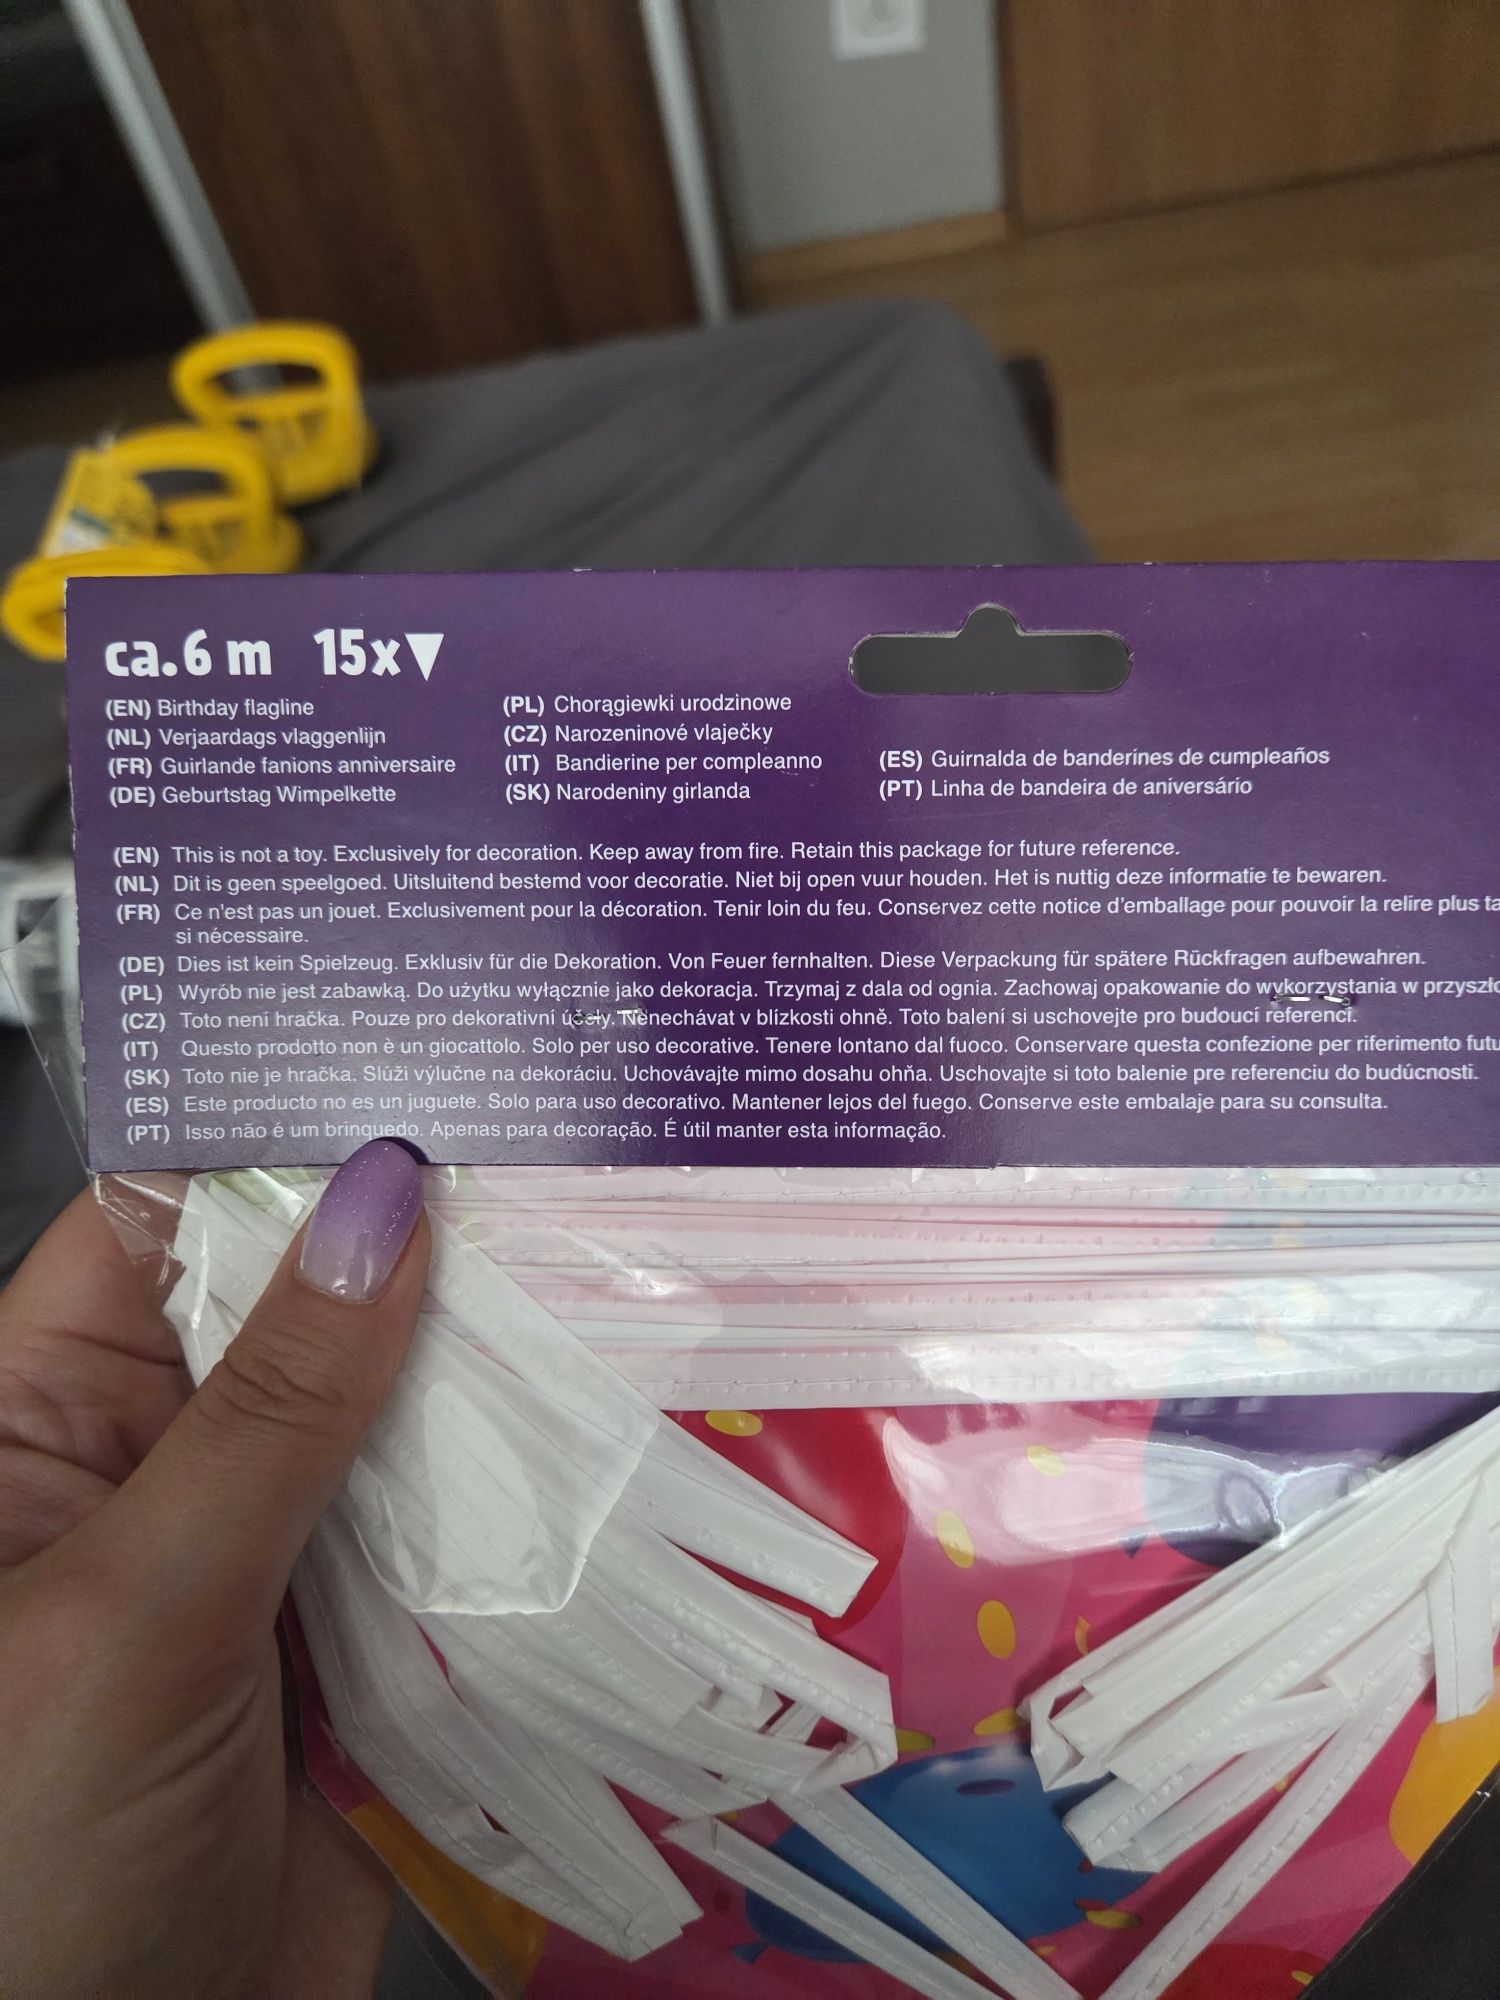 ca. 6 m 15x
(EN) Birthday flagline
(NL) Verjaardags vlaggenlijn
(FR) Guirlande fanions anniversaire
(DE) Geburtstag Wimpelkette
(PL) Chorągiewki urodzinowe
(CZ) Narozeninové vlaječky
(IT) Bandierine per compleanno
(SK) Narodeniny girlanda
(ES) Guirnalda de banderines de cumpleaños
(PT) Linha de bandeira de aniversário
(EN) This is not a toy. Exclusively for decoration. Keep away from fire. Retain this package for future reference.
(NL) Dit is geen speelgoed. Uitsluitend bestemd voor decoratie. Niet bij open vuur houden. Het is nuttig deze informatie te bewaren.
(FR) Ce n'est pas un jouet. Exclusivement pour la décoration. Tenir loin du feu. Conservez cette notice d'emballage pour pouvoir la relire plus ta
si nécessaire.
(DE) Dies ist kein Spielzeug. Exklusiv für die Dekoration. Von Feuer fernhalten. Diese Verpackung für spätere Rückfragen aufbewahren.
(PL) Wyrób nie jest zabawką. Do użytku wyłącznie jako dekoracja. Trzymaj z dala od ognia. Zachowaj opakowanie do wykorzystania w przyszło
(CZ) Toto není hračka. Pouze pro dekorativní účely. Nenechávat v blízkosti ohně. Toto balení si uschovejte pro budoucí referenci.
(IT) Questo prodotto non è un giocattolo. Solo per uso decorative. Tenere lontano dal fuoco. Conservare questa confezione per riferimento futu
(SK) Toto nie je hračka. Slúži výlučne na dekoráciu. Uchovávajte mimo dosahu ohňa. Uschovajte si toto balenie pre referenciu do budúcnosti.
(ES) Este producto no es un juguete. Solo para uso decorativo. Mantener lejos del fuego. Conserve este embalaje para su consulta.
(PT) Isso não é um brinquedo. Apenas para decoração. É útil manter esta informação.